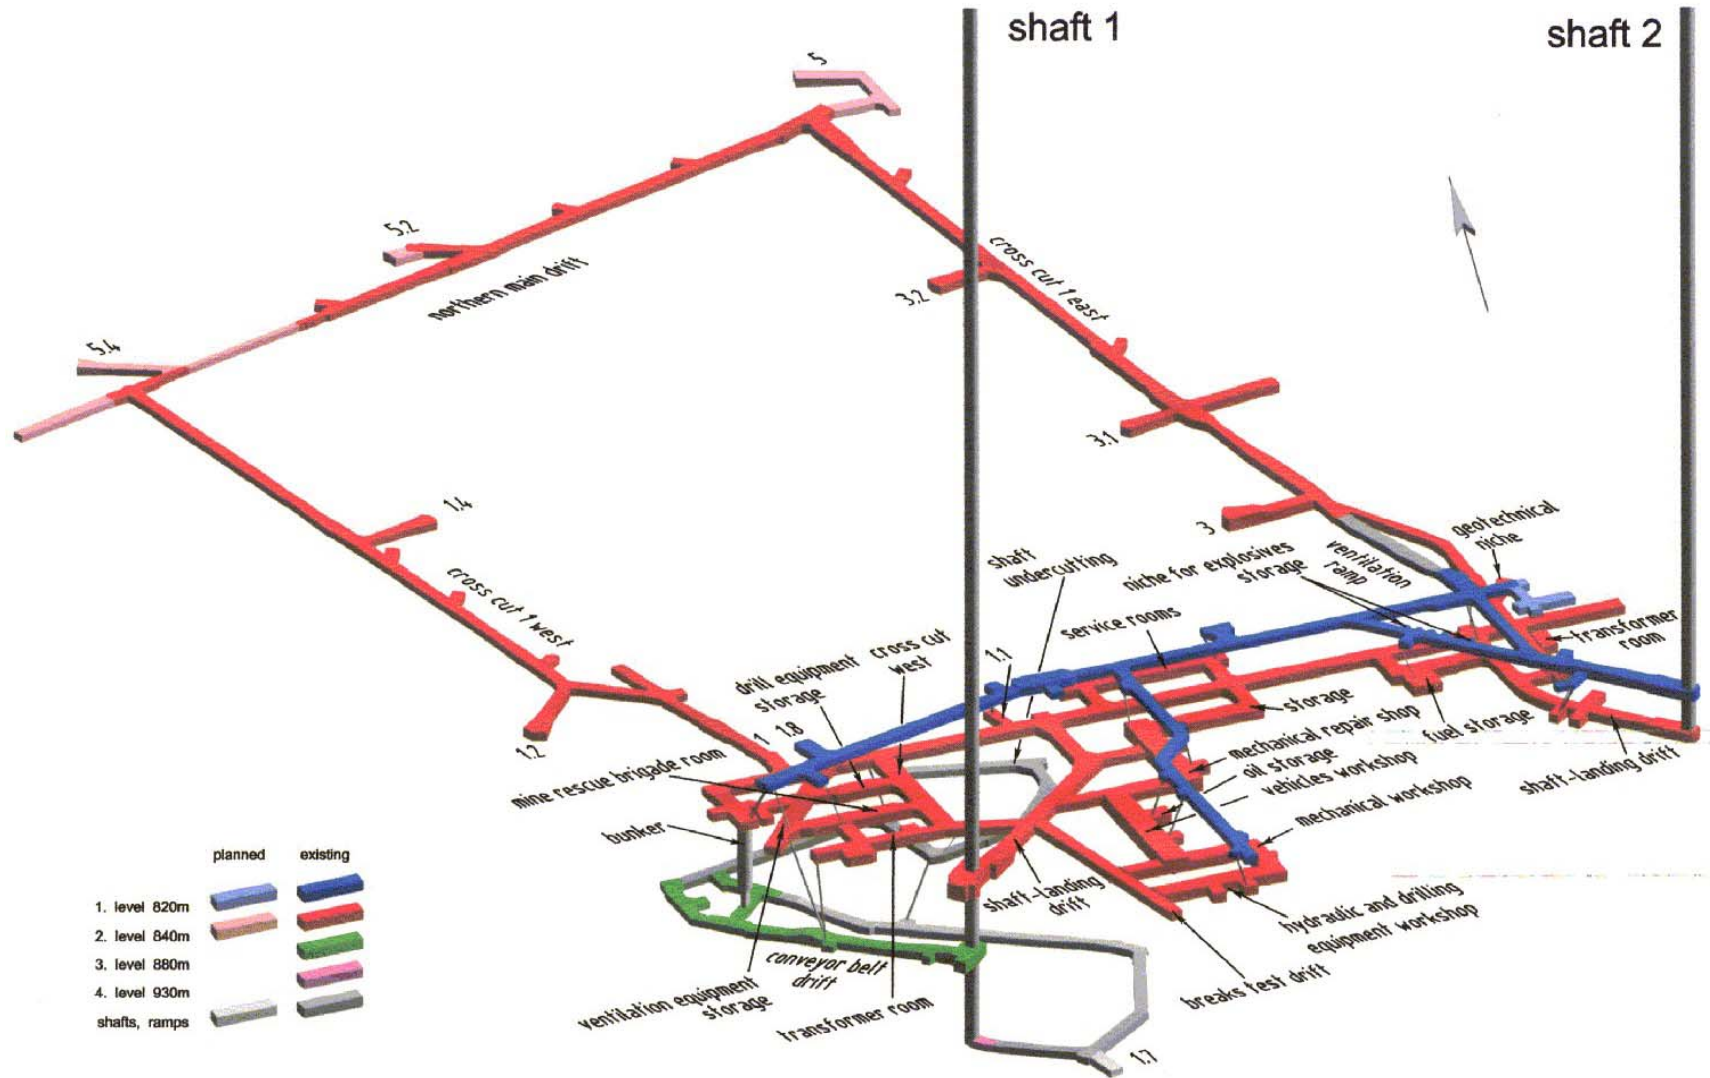 shaft 1
shaft 2
5
5.2
northern main drift
5.4
cross cut 1 east
3.2
3.1
3
1.4
cross cut 1 west
1.2
geotechnical
niche
ventilation
ramp
niche for explosives
storage
shaft
undercutting
service rooms
transformer
room
1.1
cross cut
west
drill equipment
storage
1
1.8
mine rescue brigade room
bunker
storage
fuel storage
shaft-landing drift
mechanical repair shop
oil storage
vehicles workshop
mechanical workshop
shaft-landing
drift
hydraulic and drilling
equipment workshop
breaks test drift
conveyor belt
drift
ventilation equipment
storage
transformer room
1.7
planned existing
1. level 820m
2. level 840m
3. level 880m
4. level 930m
shafts, ramps